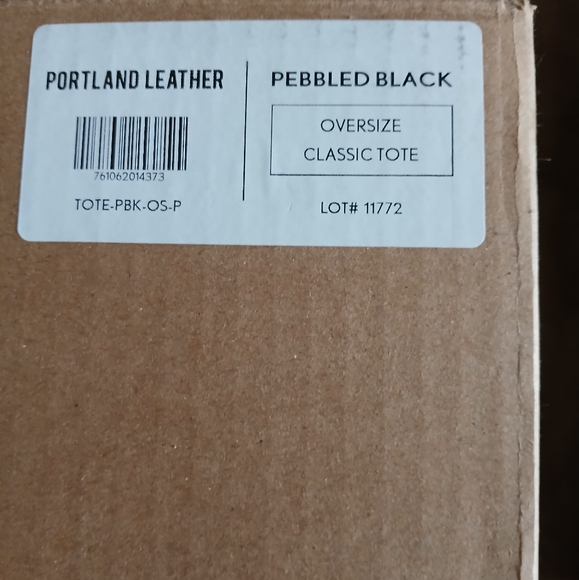 PORTLAND LEATHER
761062014373
TOTE-PBK-OS-P
PEBBLED BLACK
OVERSIZE
CLASSIC TOTE
LOT# 11772